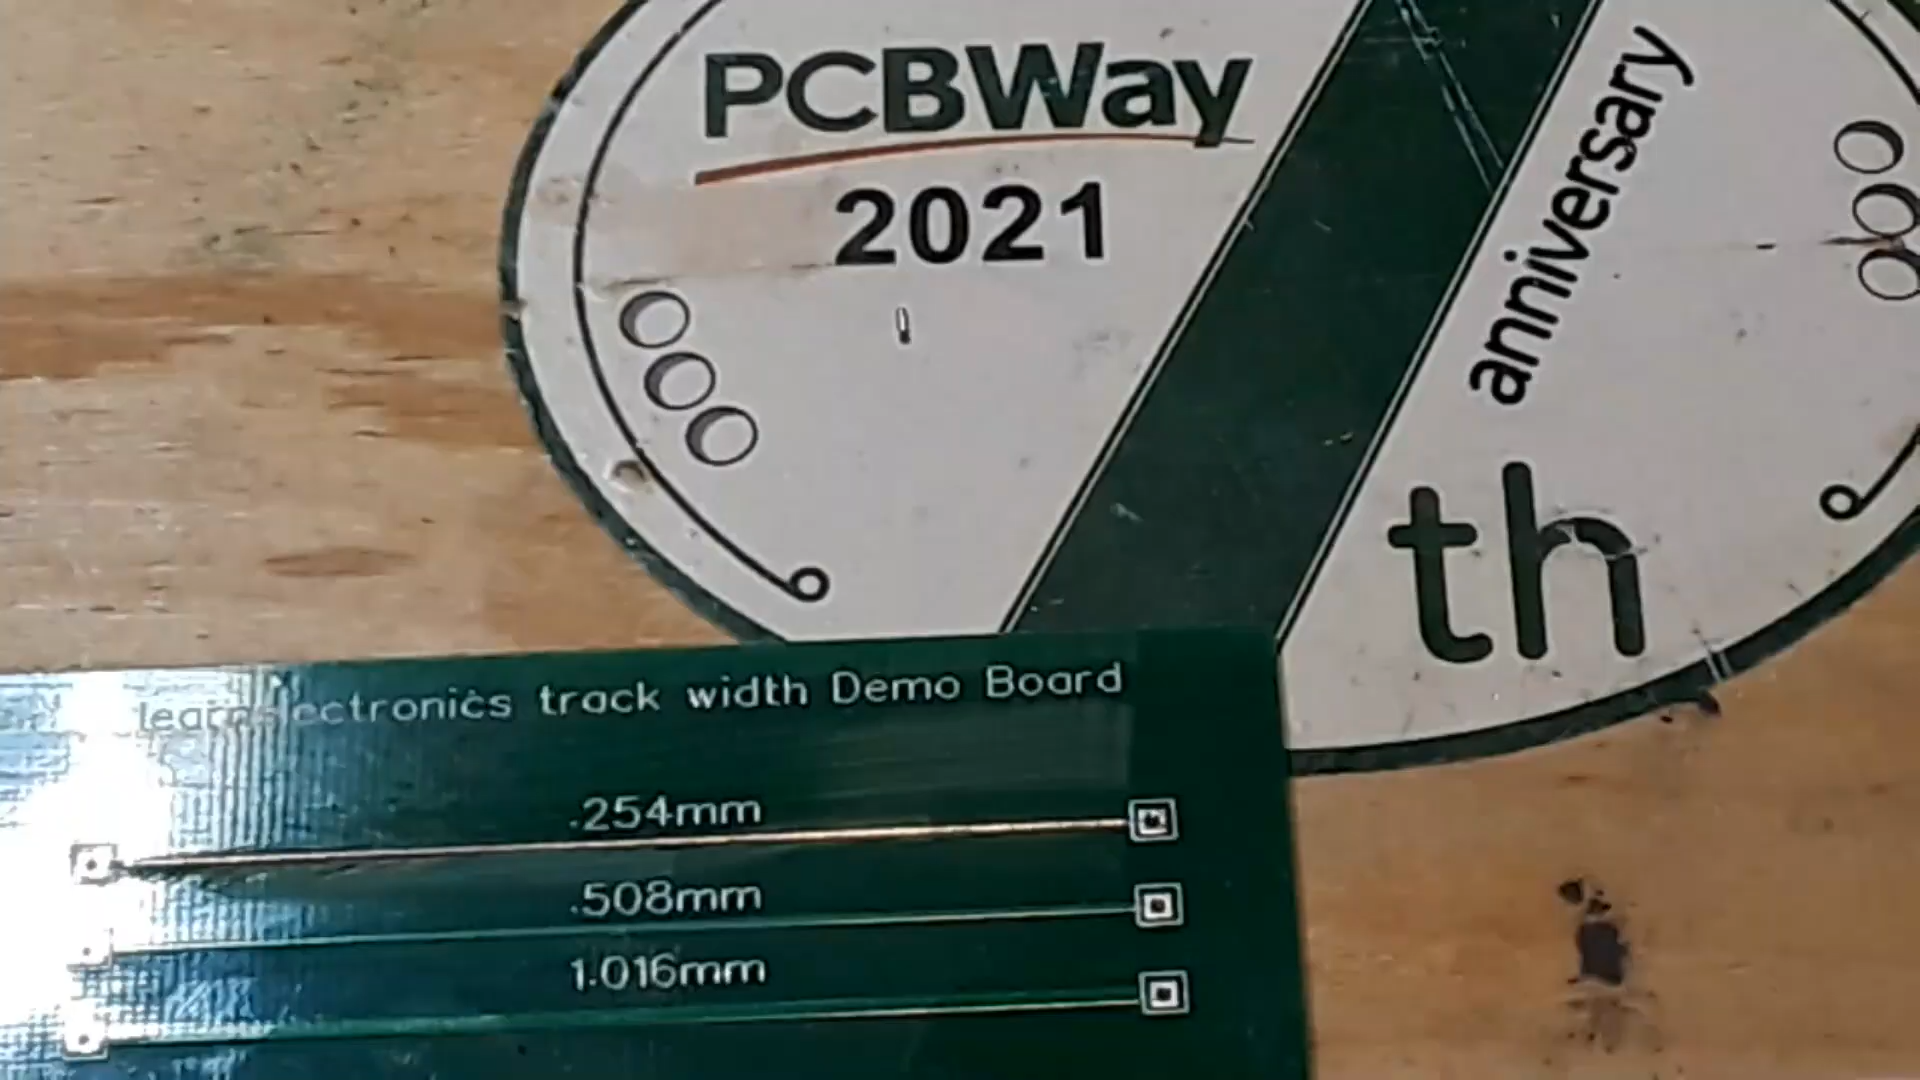 PCBWay
2021
anniversary
th
learnelectronics track width Demo Board
.254mm
.508mm
1.016mm